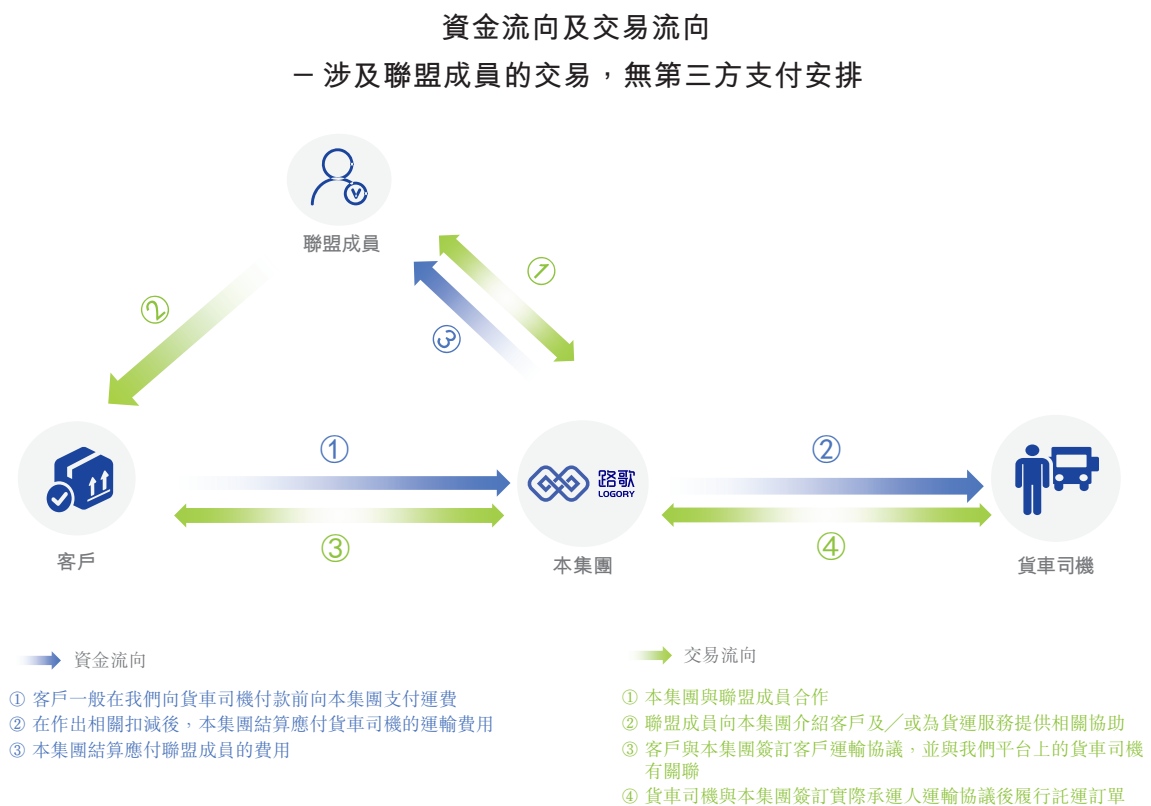 資金流向及交易流向
－涉及聯盟成員的交易，無第三方支付安排
聯盟成員
①
②
③
①
②
路歌
LOGORY
③
④
客戶
本集團
貨車司機
資金流向
① 客戶一般在我們向貨車司機付款前向本集團支付運費
② 在作出相關扣減後，本集團結算應付貨車司機的運輸費用
③ 本集團結算應付聯盟成員的費用
交易流向
① 本集團與聯盟成員合作
② 聯盟成員向本集團介紹客戶及／或為貨運服務提供相關協助
③ 客戶與本集團簽訂客戶運輸協議，並與我們平台上的貨車司機
有關聯
④ 貨車司機與本集團簽訂實際承運人運輸協議後履行託運訂單